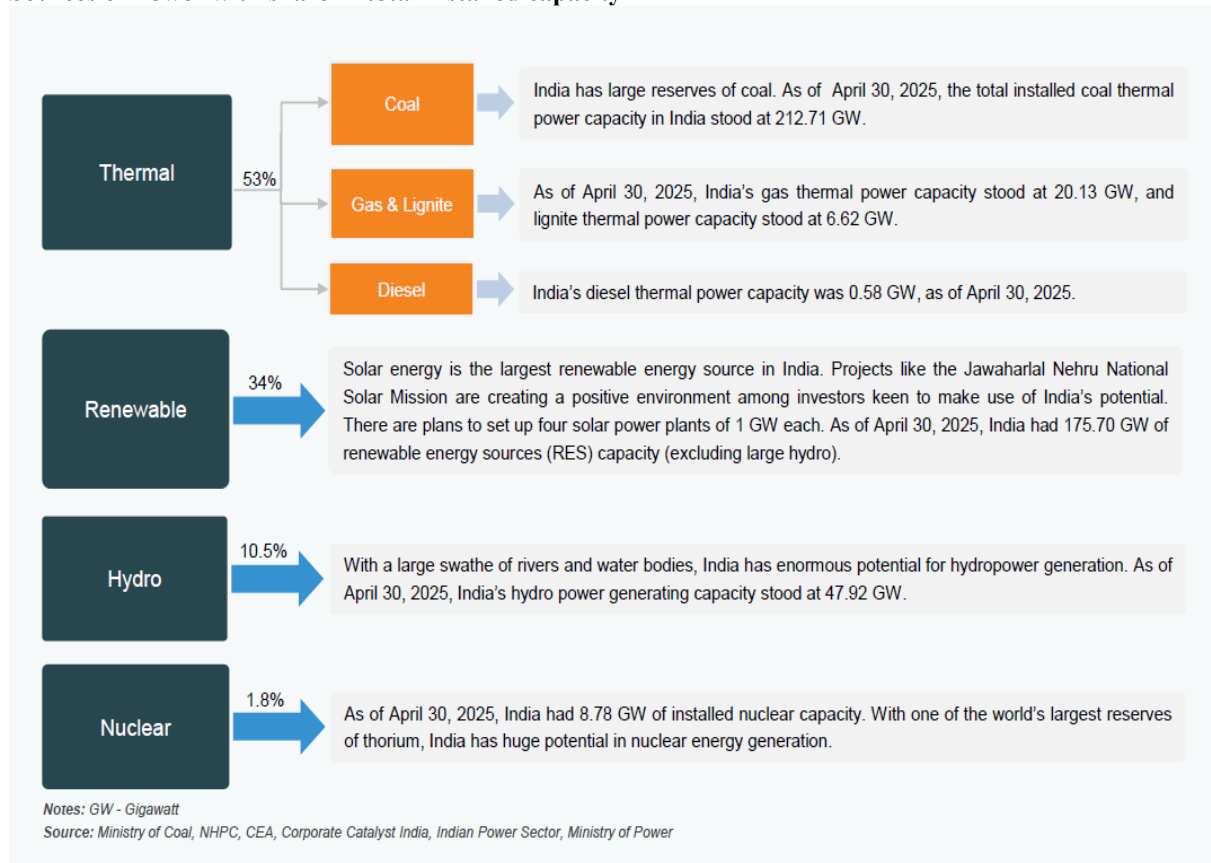 Sources of Power with share in total installed capacity
Coal
India has large reserves of coal. As of April 30, 2025, the total installed coal thermal
power capacity in India stood at 212.71 GW.
Thermal
53%
Gas & Lignite
As of April 30, 2025, India's gas thermal power capacity stood at 20.13 GW, and
lignite thermal power capacity stood at 6.62 GW.
Diesel
India's diesel thermal power capacity was 0.58 GW, as of April 30, 2025.
Renewable
34%
Solar energy is the largest renewable energy source in India. Projects like the Jawaharlal Nehru National
Solar Mission are creating a positive environment among investors keen to make use of India's potential.
There are plans to set up four solar power plants of 1 GW each. As of April 30, 2025, India had 175.70 GW of
renewable energy sources (RES) capacity (excluding large hydro).
Hydro
10.5%
With a large swathe of rivers and water bodies, India has enormous potential for hydropower generation. As of
April 30, 2025, India's hydro power generating capacity stood at 47.92 GW.
Nuclear
1.8%
As of April 30, 2025, India had 8.78 GW of installed nuclear capacity. With one of the world's largest reserves
of thorium, India has huge potential in nuclear energy generation.
Notes: GW - Gigawatt
Source: Ministry of Coal, NHPC, CEA, Corporate Catalyst India, Indian Power Sector, Ministry of Power